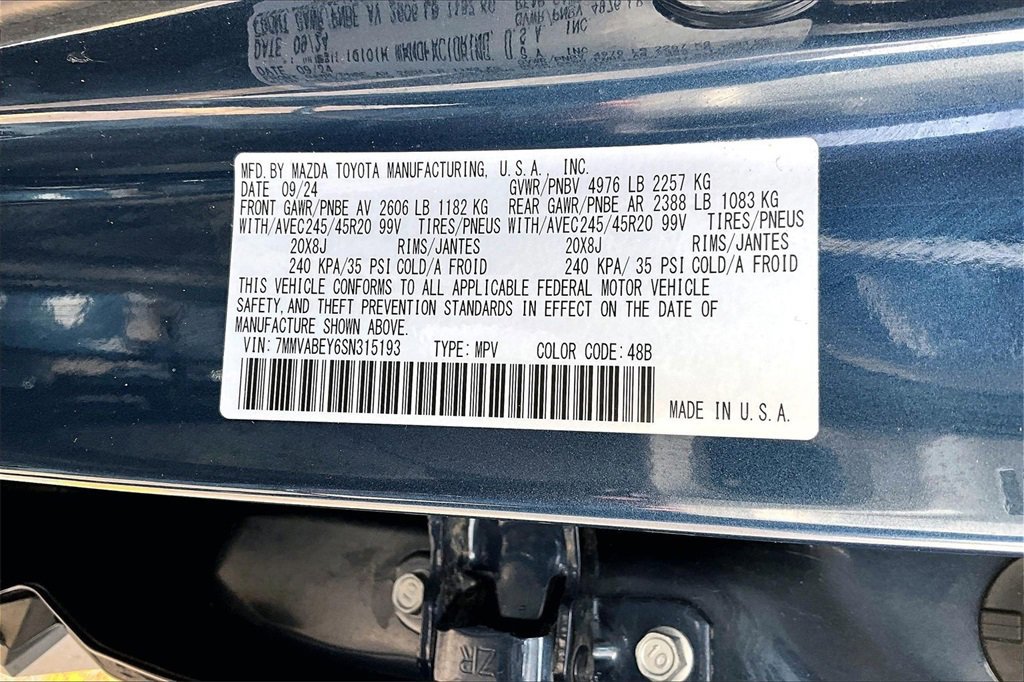 MFD. BY MAZDA TOYOTA MANUFACTURING, U.S.A., INC.
DATE 09/24 GVWR/PNBV 4976 LB 2257 KG
FRONT GAWR/PNBE AV 2606 LB 1182 KG REAR GAWR/PNBE AR 2388 LB 1083 KG
WITH/AVEC245/45R20 99V TIRES/PNEUS WITH/AVEC245/45R20 99V TIRES/PNEUS
20X8J RIMS/JANTES 20X8J RIMS/JANTES
240 KPA/35 PSI COLD/A FROID 240 KPA/ 35 PSI COLD/A FROID
THIS VEHICLE CONFORMS TO ALL APPLICABLE FEDERAL MOTOR VEHICLE
SAFETY, AND THEFT PREVENTION STANDARDS IN EFFECT ON THE DATE OF
MANUFACTURE SHOWN ABOVE.
VIN: 7MMVABEY6SN315193 TYPE: MPV COLOR CODE: 48B
MADE IN U.S.A.
ZR
10